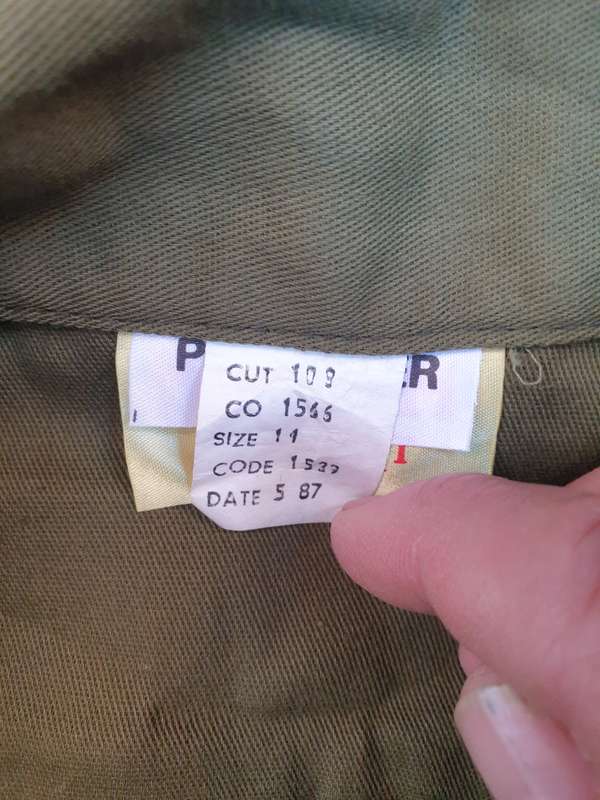 CUT 109
CO 1566
SIZE 11
CODE
DATE 5 87